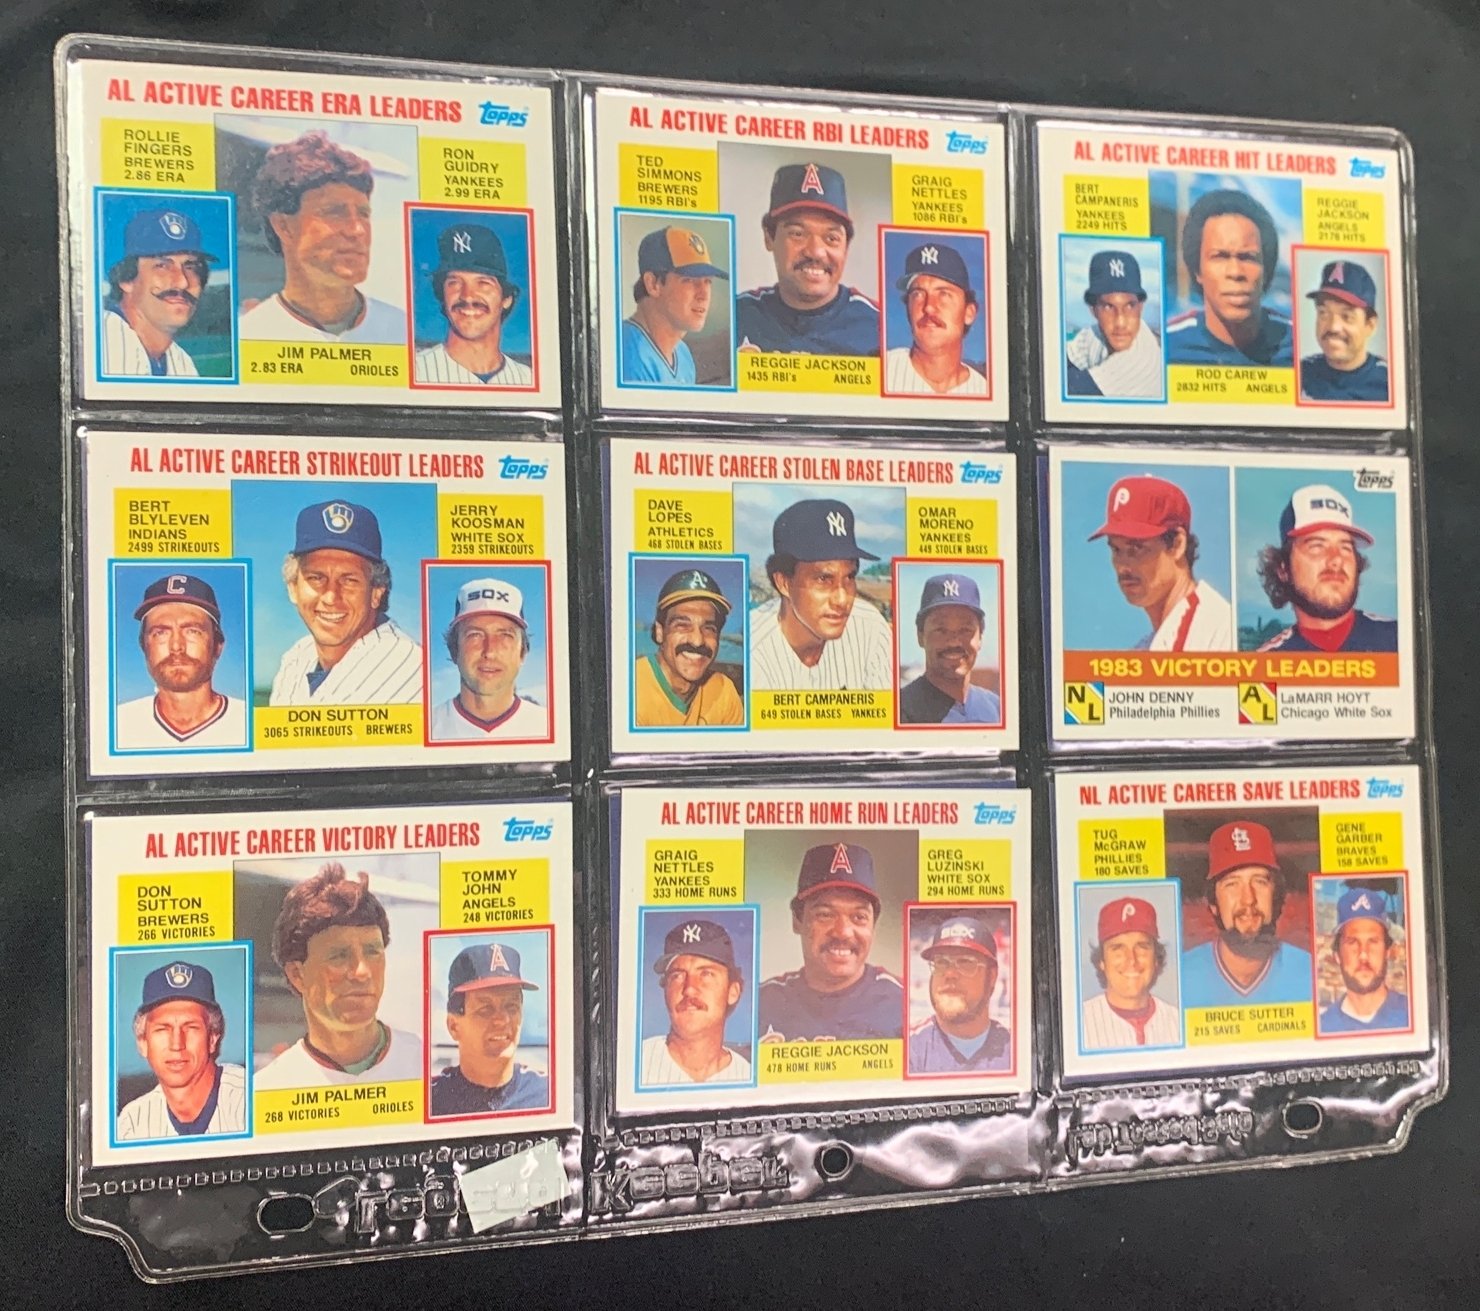 AL ACTIVE CAREER ERA LEADERS
Topps
ROLLIE
FINGERS
BREWERS
2.86 ERA
RON
GUIDRY
YANKEES
2.99 ERA
JIM PALMER
2.83 ERA ORIOLES
AL ACTIVE CAREER RBI LEADERS
Topps
TED
SIMMONS
BREWERS
1195 RBI's
GRAIG
NETTLES
YANKEES
1086 RBI's
A
REGGIE JACKSON
1435 RBI's ANGELS
AL ACTIVE CAREER HIT LEADERS
Topps
BERT
CAMPANERIS
YANKEES
2249 HITS
REGGIE
JACKSON
ANGELS
2176 HITS
ROD CAREW
2832 HITS ANGELS
AL ACTIVE CAREER STRIKEOUT LEADERS
Topps
BERT
BLYLEVEN
INDIANS
2499 STRIKEOUTS
JERRY
KOOSMAN
WHITE SOX
2359 STRIKEOUTS
C
SOX
DON SUTTON
3065 STRIKEOUTS BREWERS
AL ACTIVE CAREER STOLEN BASE LEADERS
Topps
DAVE
LOPES
ATHLETICS
468 STOLEN BASES
OMAR
MORENO
YANKEES
449 STOLEN BASES
A's
BERT CAMPANERIS
649 STOLEN BASES YANKEES
Topps
P
SOX
1983 VICTORY LEADERS
NL
JOHN DENNY
Philadelphia Phillies
AL
LaMARR HOYT
Chicago White Sox
AL ACTIVE CAREER VICTORY LEADERS
Topps
DON
SUTTON
BREWERS
266 VICTORIES
TOMMY
JOHN
ANGELS
248 VICTORIES
A
JIM PALMER
268 VICTORIES ORIOLES
AL ACTIVE CAREER HOME RUN LEADERS
Topps
GRAIG
NETTLES
YANKEES
333 HOME RUNS
GREG
LUZINSKI
WHITE SOX
294 HOME RUNS
A
SOX
REGGIE JACKSON
478 HOME RUNS ANGELS
NL ACTIVE CAREER SAVE LEADERS
Topps
TUG
McGRAW
PHILLIES
180 SAVES
GENE
GARBER
BRAVES
158 SAVES
P
A
BRUCE SUTTER
215 SAVES CARDINALS